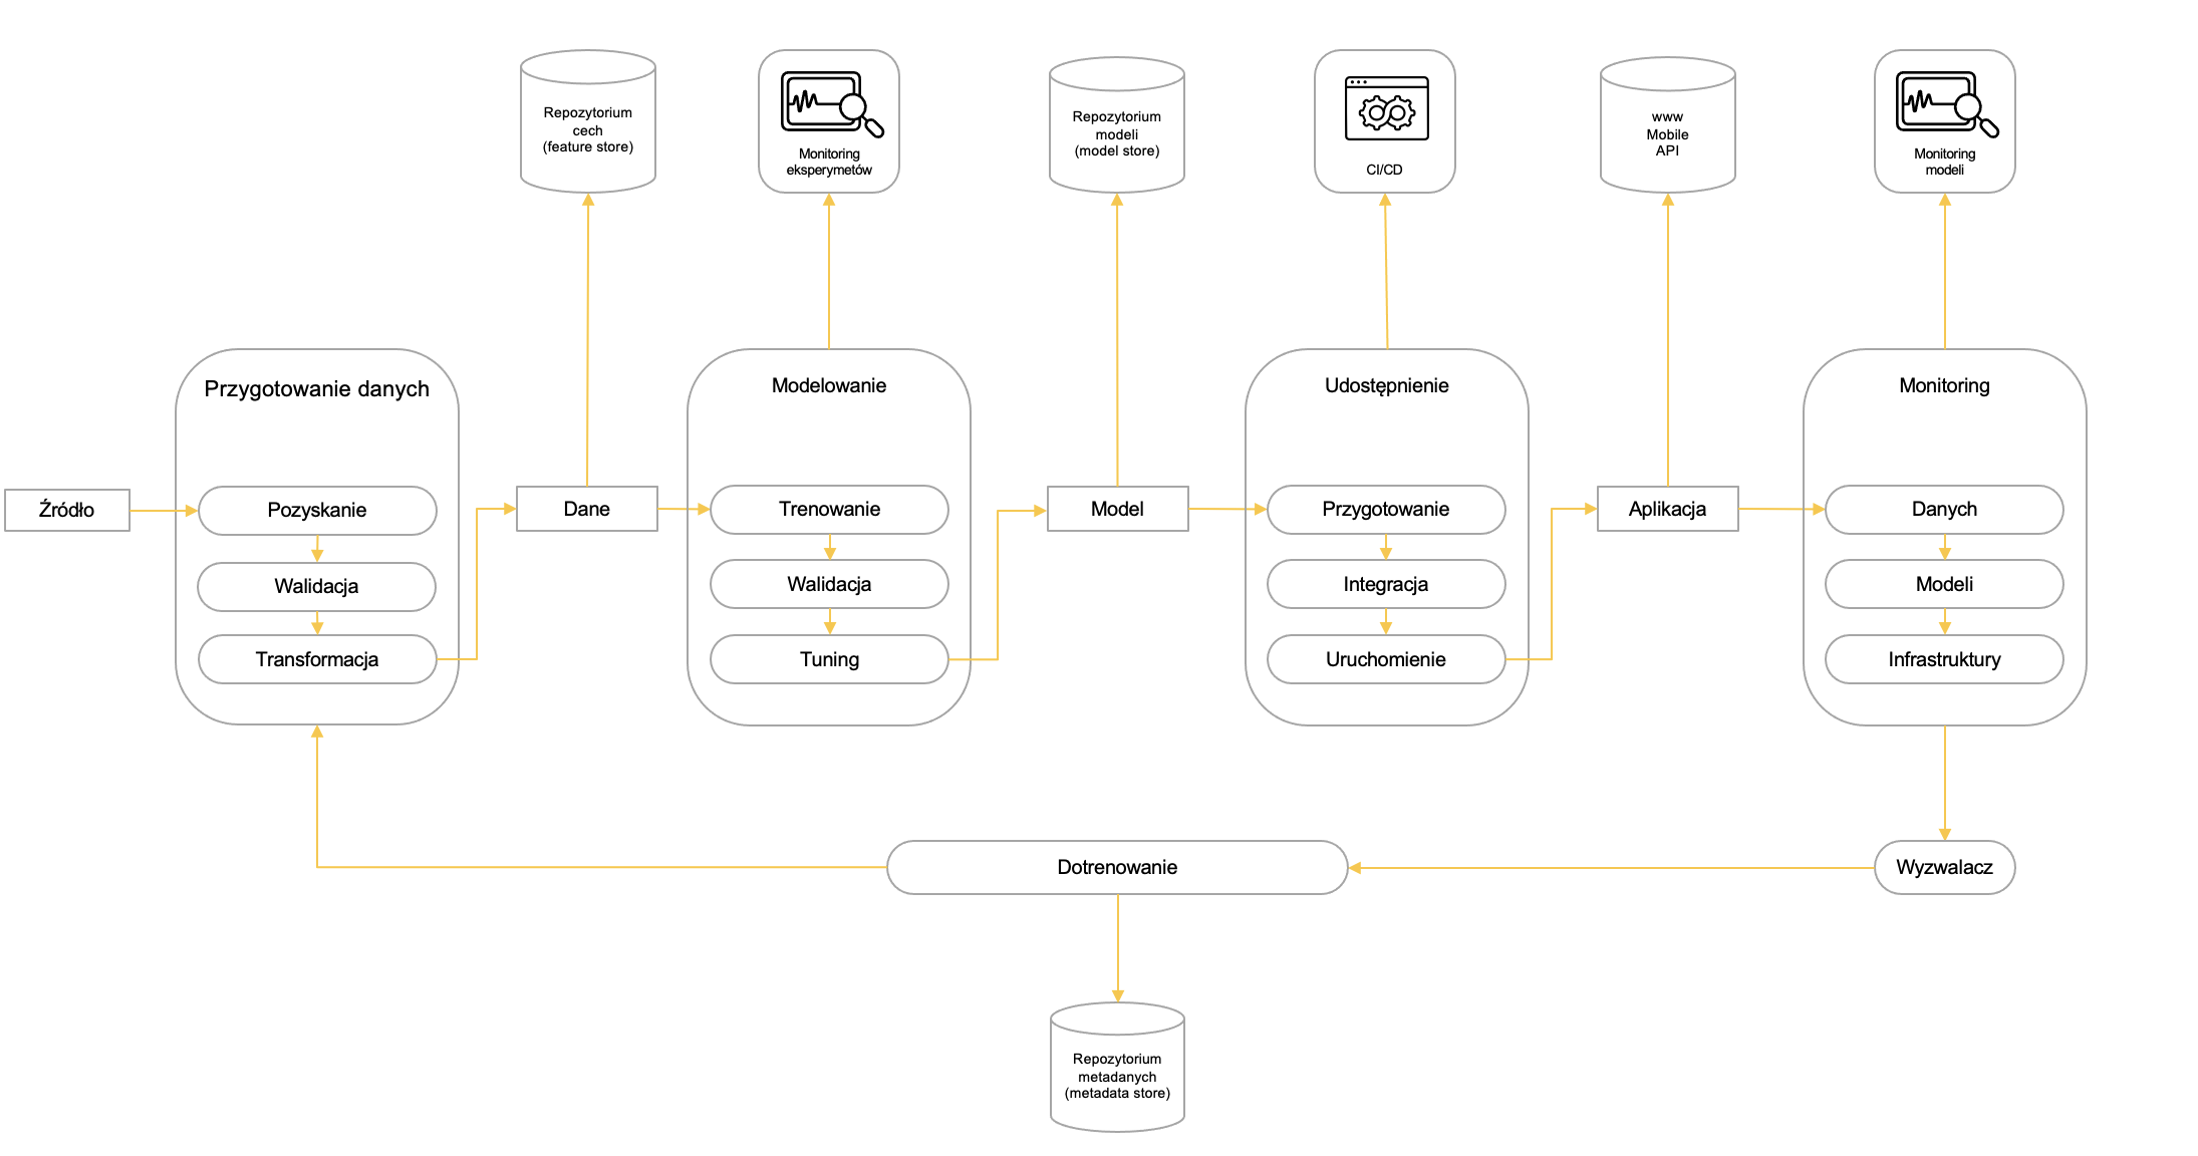 Repozytorium
cech
(feature store)
Monitoring
eksperymetów
Repozytorium
modeli
(model store)
CI/CD
www
Mobile
API
Monitoring
modeli
Przygotowanie danych
Modelowanie
Udostępnienie
Monitoring
Źródło
Pozyskanie
Walidacja
Transformacja
Dane
Trenowanie
Walidacja
Tuning
Model
Przygotowanie
Integracja
Uruchomienie
Aplikacja
Danych
Modeli
Infrastruktury
Dotrenowanie
Wyzwalacz
Repozytorium
metadanych
(metadata store)